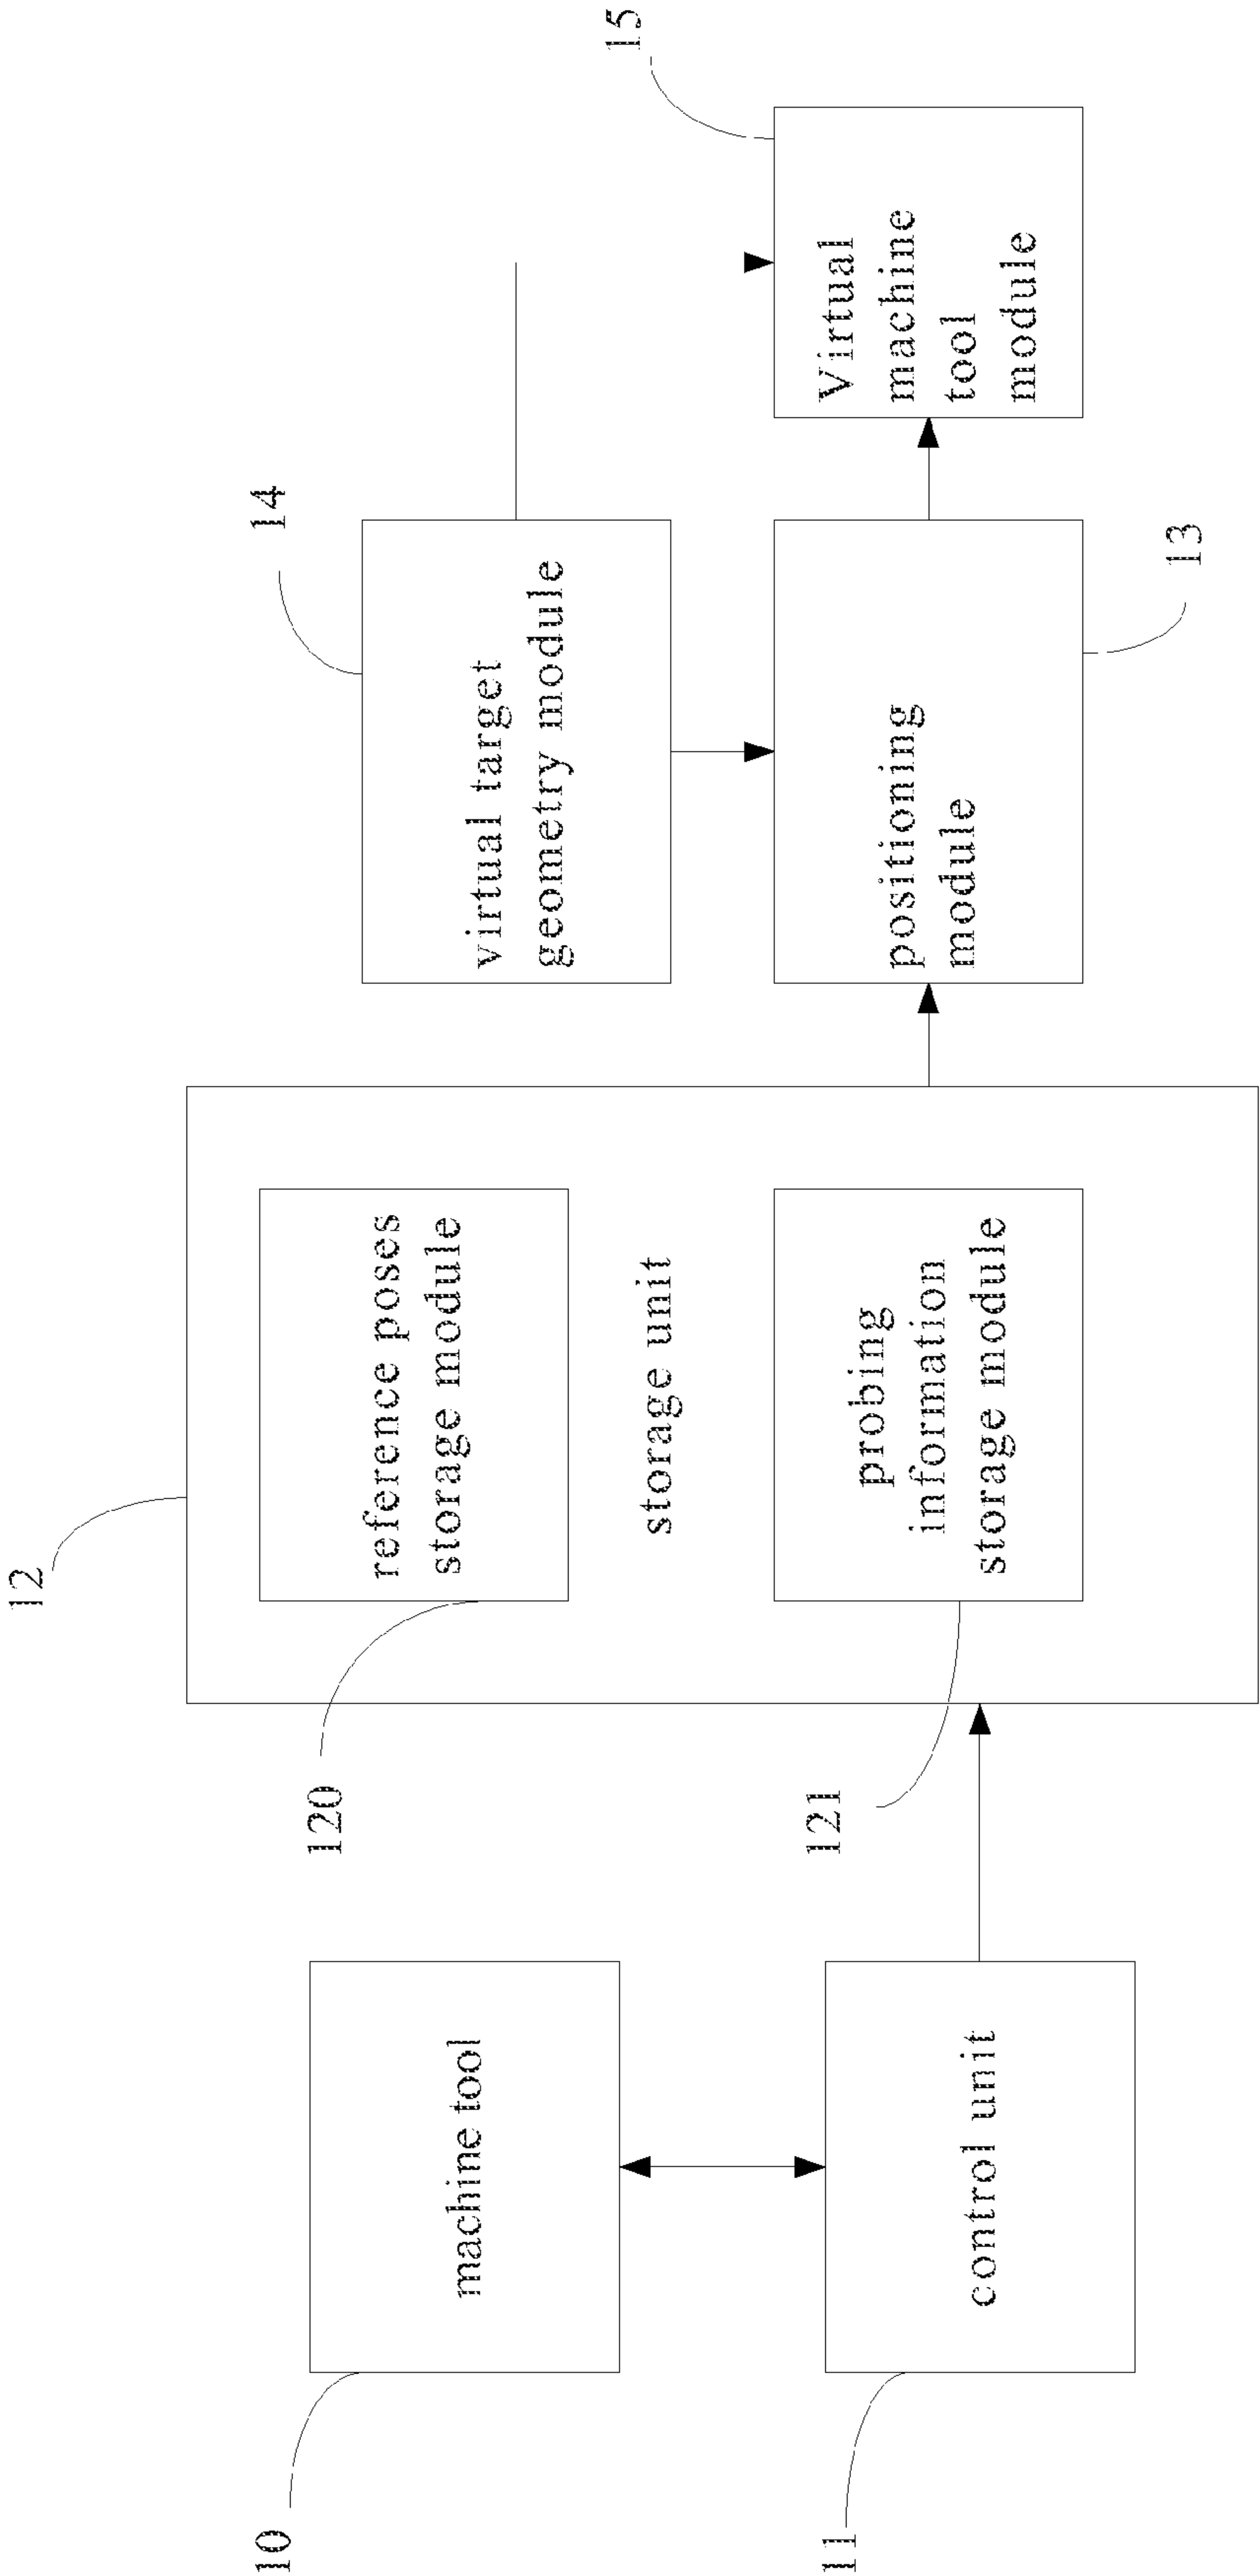 10
machine tool
11
control unit
12
120
reference poses
storage module
storage unit
121
probing
information
storage module
14
virtual target
geometry module
positioning
module
13
15
Virtual
machine
tool
module